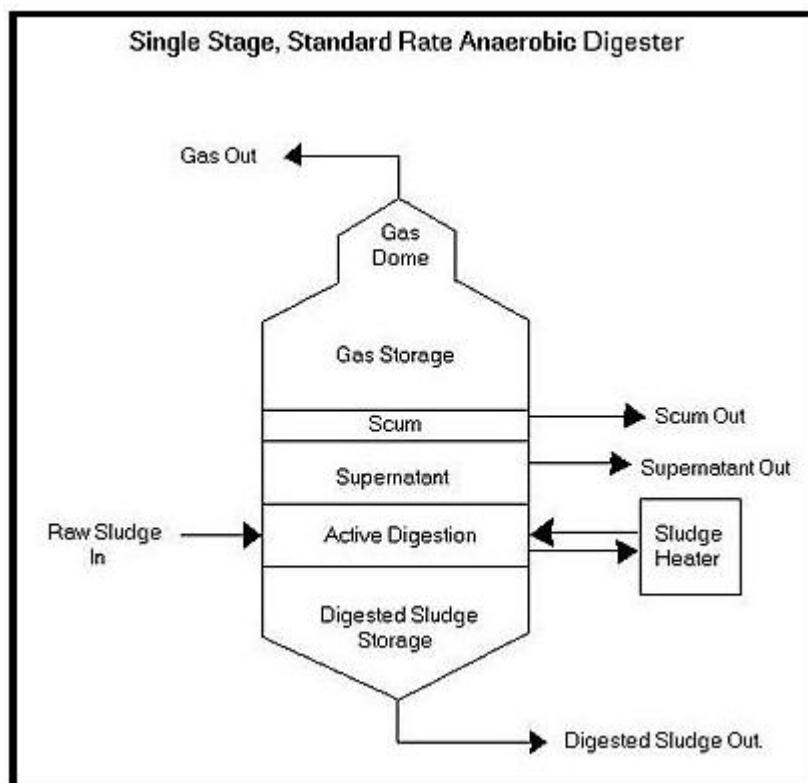 Single Stage, Standard Rate Anaerobic Digester
Gas Out
Gas
Dome
Gas Storage
Scum
Scum Out
Supernatant
Supernatant Out
Raw Sludge
In
Active Digestion
Sludge
Heater
Digested Sludge
Storage
Digested Sludge Out.